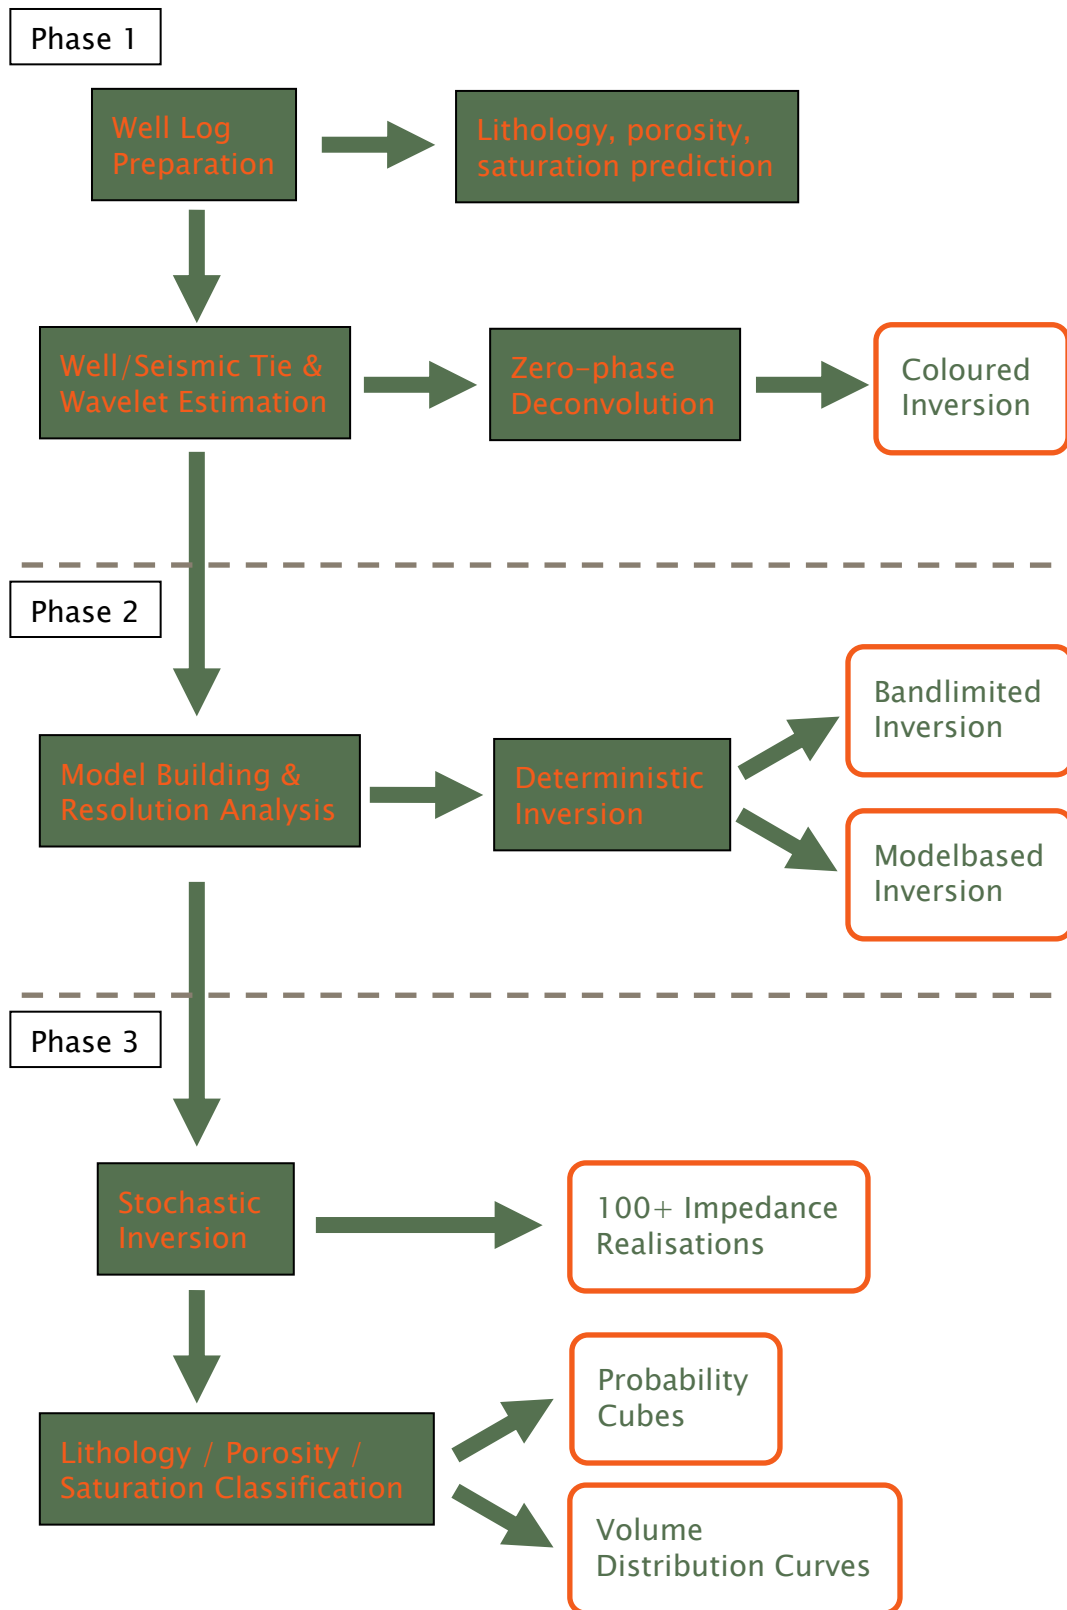 Phase 1
Well Log
Preparation
Lithology, porosity,
saturation prediction
Well/Seismic Tie &
Wavelet Estimation
Zero-phase
Deconvolution
Coloured
Inversion
Phase 2
Model Building &
Resolution Analysis
Deterministic
Inversion
Bandlimited
Inversion
Modelbased
Inversion
Phase 3
Stochastic
Inversion
100+ Impedance
Realisations
Lithology / Porosity /
Saturation Classification
Probability
Cubes
Volume
Distribution Curves